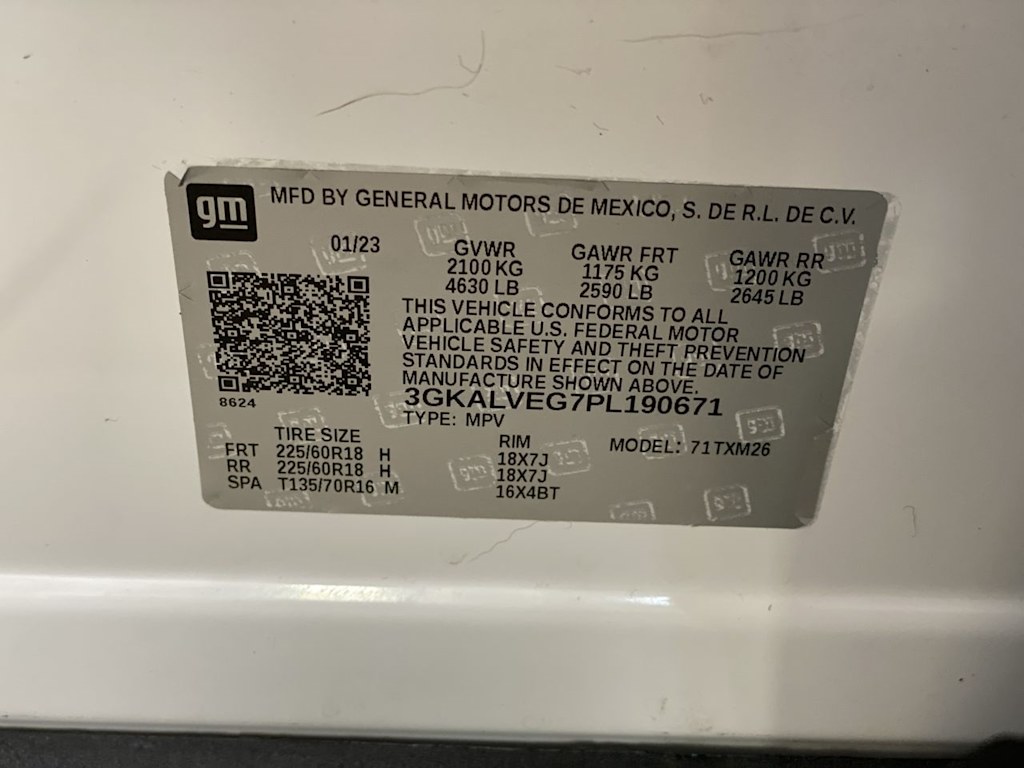 gm
MFD BY GENERAL MOTORS DE MEXICO, S. DE R.L. DE C.V.
01/23
GVWR GAWR FRT GAWR RR
2100 KG 1175 KG 1200 KG
4630 LB 2590 LB 2645 LB
THIS VEHICLE CONFORMS TO ALL
APPLICABLE U.S. FEDERAL MOTOR
VEHICLE SAFETY AND THEFT PREVENTION
STANDARDS IN EFFECT ON THE DATE OF
MANUFACTURE SHOWN ABOVE.
8624
3GKALVEG7PL190671
TYPE: MPV
TIRE SIZE RIM MODEL: 71TXM26
FRT 225/60R18 H 18X7J
RR 225/60R18 H 18X7J
SPA T135/70R16 M 16X4BT